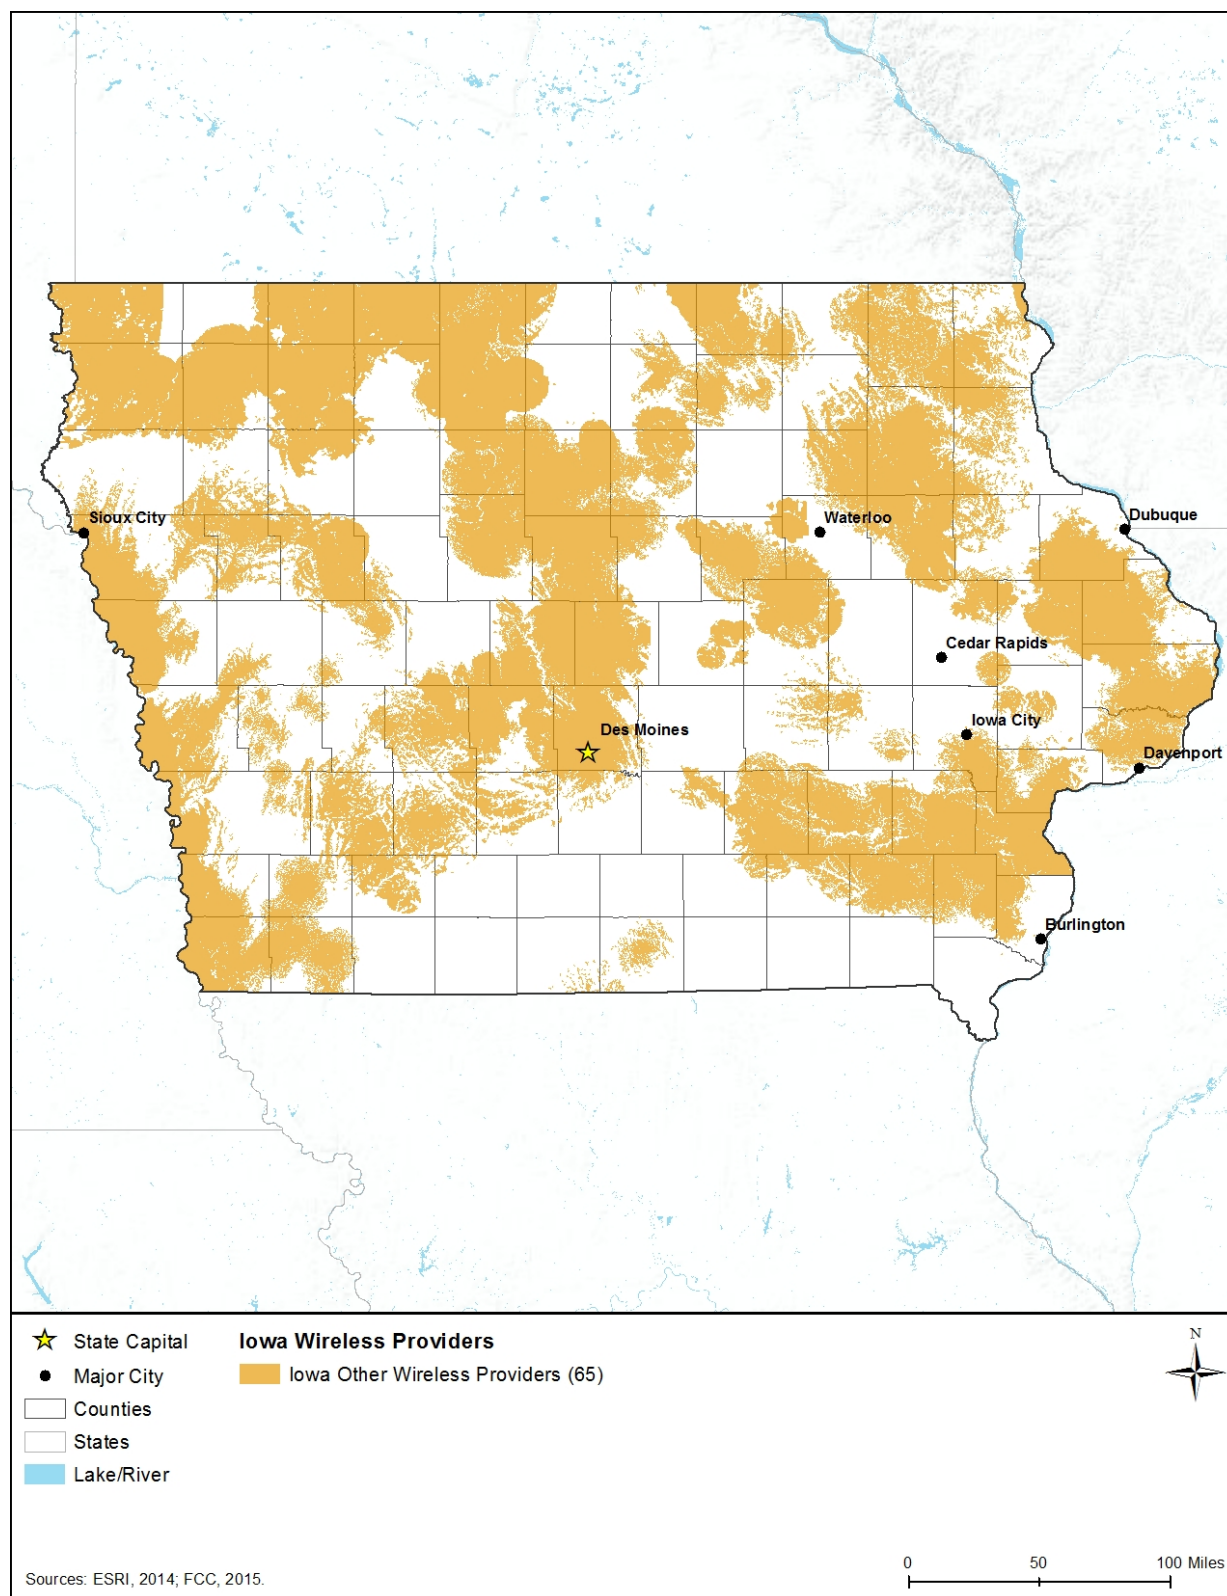 Sioux City
Waterloo
Dubuque
Cedar Rapids
Iowa City
Des Moines
Davenport
Burlington
State Capital
Major City
Counties
States
Lake/River
Iowa Wireless Providers
Iowa Other Wireless Providers (65)
N
Sources: ESRI, 2014; FCC, 2015.
0 50 100 Miles